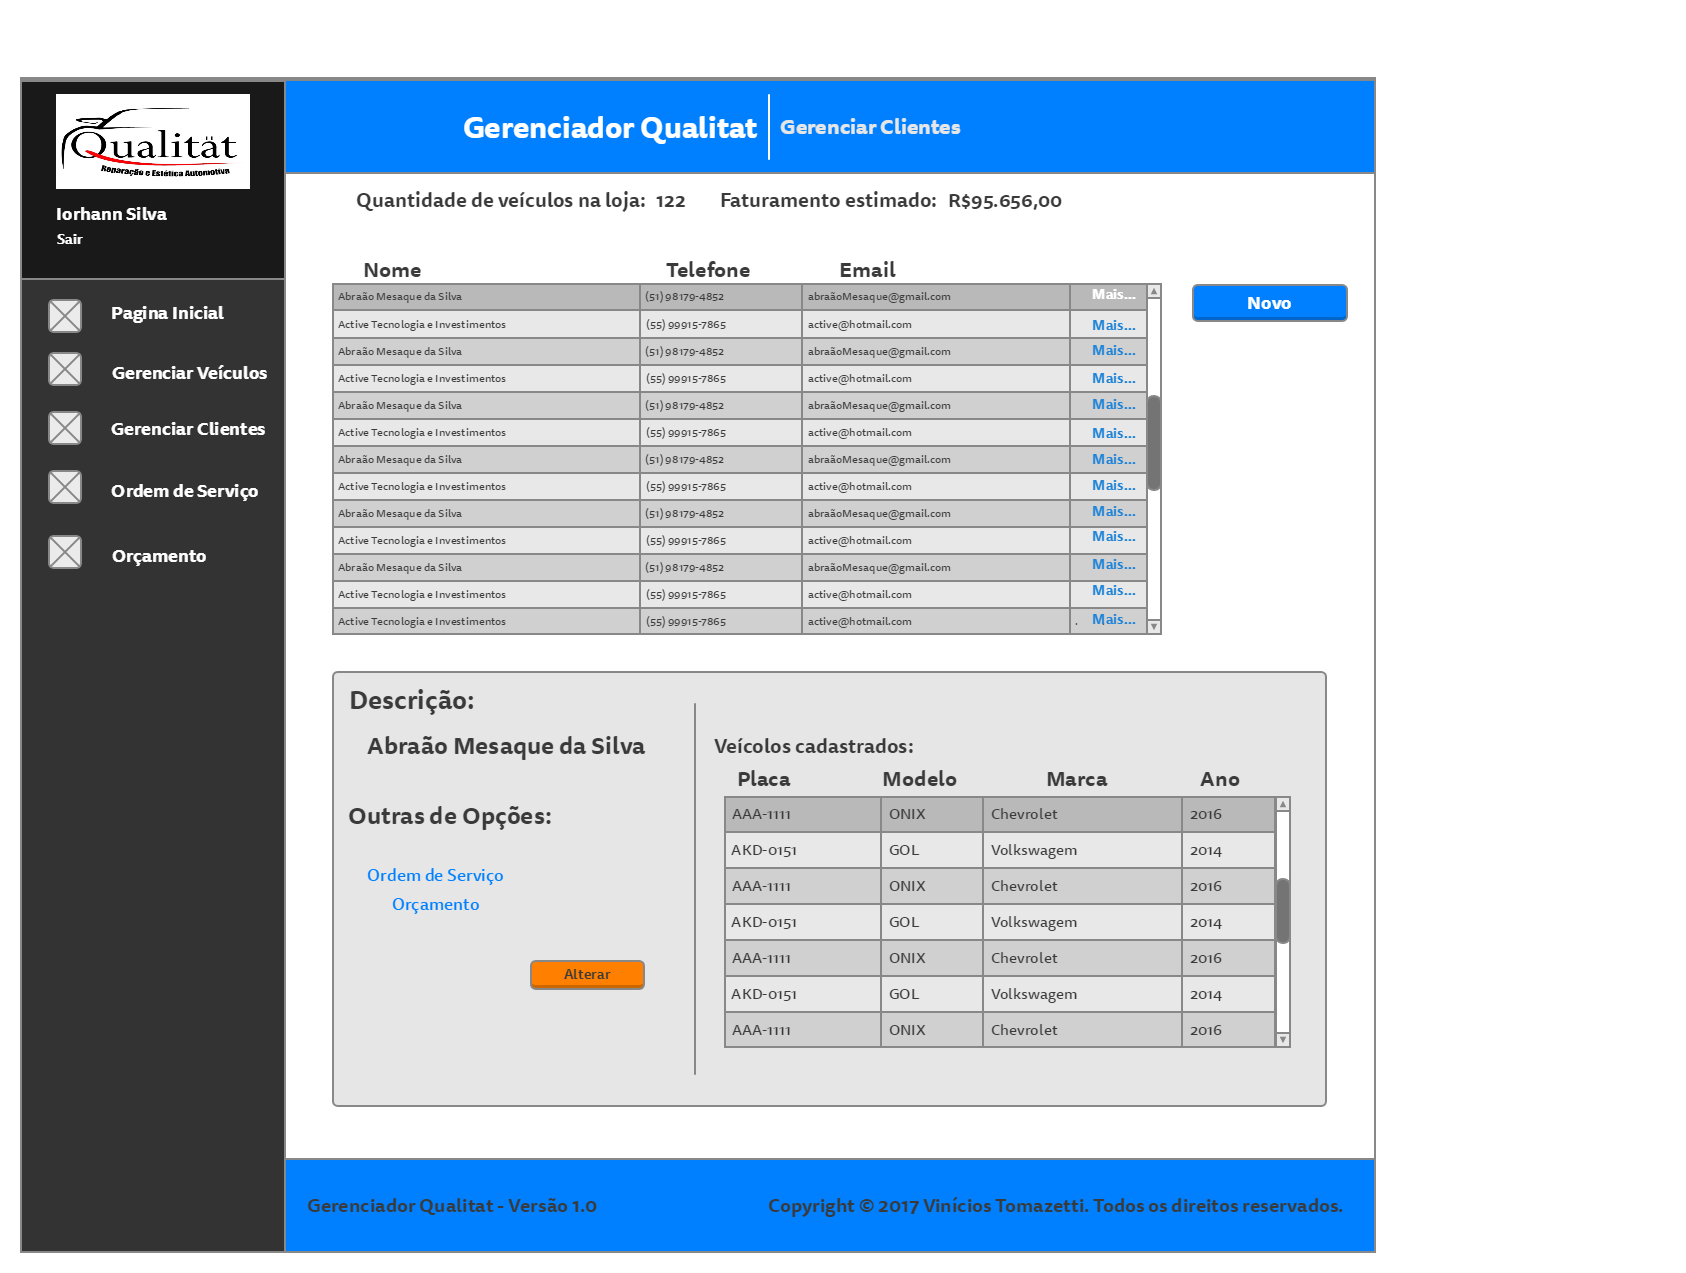 Qualität
Reparação e Estética Automotiva
Iorhann Silva
Sair
Pagina Inicial
Gerenciar Veículos
Gerenciar Clientes
Ordem de Serviço
Orçamento
Gerenciador Qualitat Gerenciar Clientes
Quantidade de veículos na loja: 122 Faturamento estimado: R$95.656,00
Nome Telefone Email
Abraão Mesaque da Silva (51) 98179-4852 abraãoMesaque@gmail.com Mais...
Active Tecnologia e Investimentos (55) 99915-7865 active@hotmail.com Mais...
Abraão Mesaque da Silva (51) 98179-4852 abraãoMesaque@gmail.com Mais...
Active Tecnologia e Investimentos (55) 99915-7865 active@hotmail.com Mais...
Abraão Mesaque da Silva (51) 98179-4852 abraãoMesaque@gmail.com Mais...
Active Tecnologia e Investimentos (55) 99915-7865 active@hotmail.com Mais...
Abraão Mesaque da Silva (51) 98179-4852 abraãoMesaque@gmail.com Mais...
Active Tecnologia e Investimentos (55) 99915-7865 active@hotmail.com Mais...
Abraão Mesaque da Silva (51) 98179-4852 abraãoMesaque@gmail.com Mais...
Active Tecnologia e Investimentos (55) 99915-7865 active@hotmail.com Mais...
Abraão Mesaque da Silva (51) 98179-4852 abraãoMesaque@gmail.com Mais...
Active Tecnologia e Investimentos (55) 99915-7865 active@hotmail.com Mais...
Active Tecnologia e Investimentos (55) 99915-7865 active@hotmail.com . Mais...
Novo
Descrição:
Abraão Mesaque da Silva
Outras de Opções:
Ordem de Serviço
Orçamento
Alterar
Veícolos cadastrados:
Placa Modelo Marca Ano
AAA-1111 ONIX Chevrolet 2016
AKD-0151 GOL Volkswagem 2014
AAA-1111 ONIX Chevrolet 2016
AKD-0151 GOL Volkswagem 2014
AAA-1111 ONIX Chevrolet 2016
AKD-0151 GOL Volkswagem 2014
AAA-1111 ONIX Chevrolet 2016
Gerenciador Qualitat - Versão 1.0 Copyright © 2017 Vinícios Tomazetti. Todos os direitos reservados.